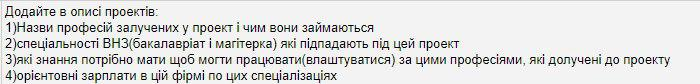 Додайте в описі проектів:
1)Назви професій залучених у проект і чим вони займаються
2)спеціальності ВНЗ(бакалавріат і магітерка) які підпадають під цей проект
3)які знання потрібно мати щоб могти працювати(влаштуватися) за цими професіями, які долучені до проекту
4)орієнтовні зарплати в цій фірмі по цих спеціалізаціях